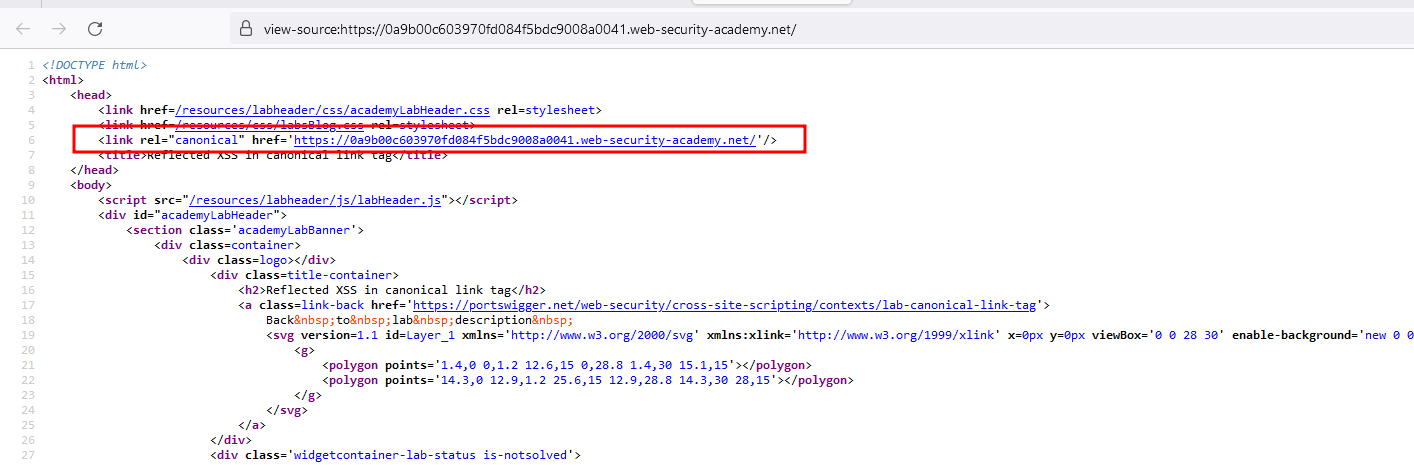 view-source:https://0a9b00c603970fd084f5bdc9008a0041.web-security-academy.net/
1 <!DOCTYPE html>
2 <html>
3 <head>
4 <link href=/resources/labheader/css/academyLabHeader.css rel=stylesheet>
5 <link href=/resources/css/labsBlog.css rel=stylesheet>
6 <link rel="canonical" href='https://0a9b00c603970fd084f5bdc9008a0041.web-security-academy.net/'/>
7 <title>Reflected XSS in canonical link tag</title>
8 </head>
9 <body>
10 <script src="/resources/labheader/js/labHeader.js"></script>
11 <div id="academyLabHeader">
12 <section class='academyLabBanner'>
13 <div class=container>
14 <div class=logo></div>
15 <div class=title-container>
16 <h2>Reflected XSS in canonical link tag</h2>
17 <a class=link-back href='https://portswigger.net/web-security/cross-site-scripting/contexts/lab-canonical-link-tag'>
18 Back&nbsp;to&nbsp;lab&nbsp;description&nbsp;
19 <svg version=1.1 id=Layer_1 xmlns='http://www.w3.org/2000/svg' xmlns:xlink='http://www.w3.org/1999/xlink' x=0px y=0px viewBox='0 0 28 30' enable-background='new 0 0
20 <g>
21 <polygon points='1.4,0 0,1.2 12.6,15 0,28.8 1.4,30 15.1,15'></polygon>
22 <polygon points='14.3,0 12.9,1.2 25.6,15 12.9,28.8 14.3,30 28,15'></polygon>
23 </g>
24 </svg>
25 </a>
26 </div>
27 <div class='widgetcontainer-lab-status is-notsolved'>